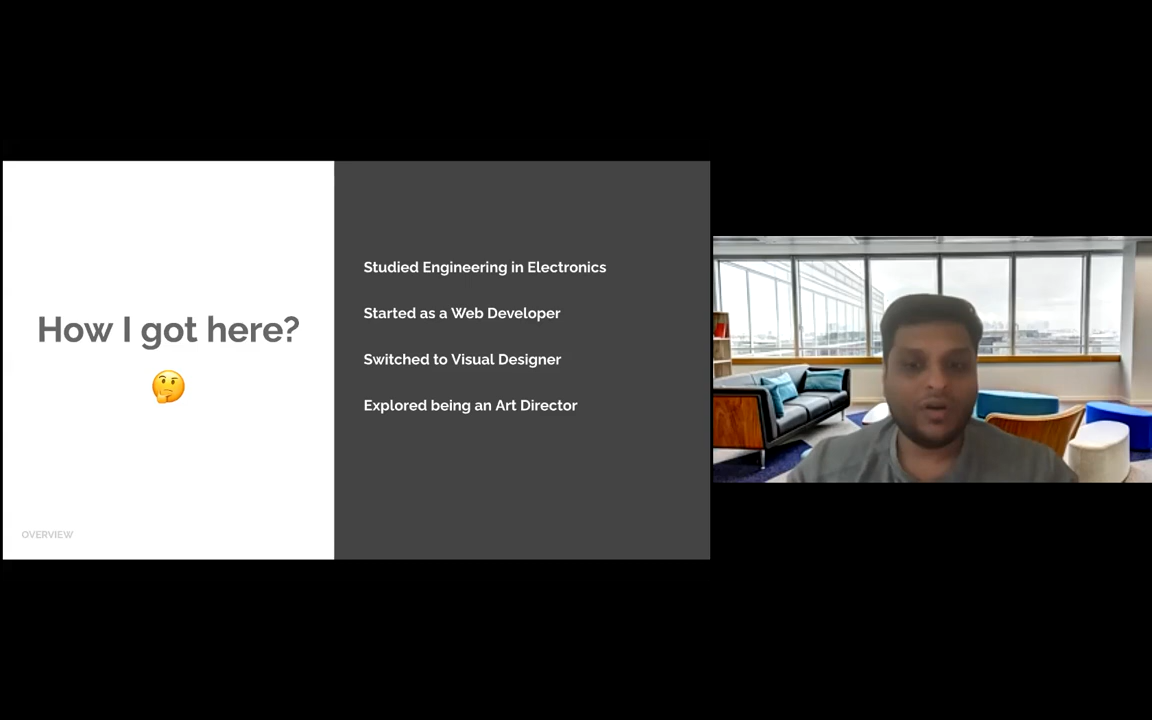 How I got here?
Studied Engineering in Electronics
Started as a Web Developer
Switched to Visual Designer
Explored being an Art Director
OVERVIEW